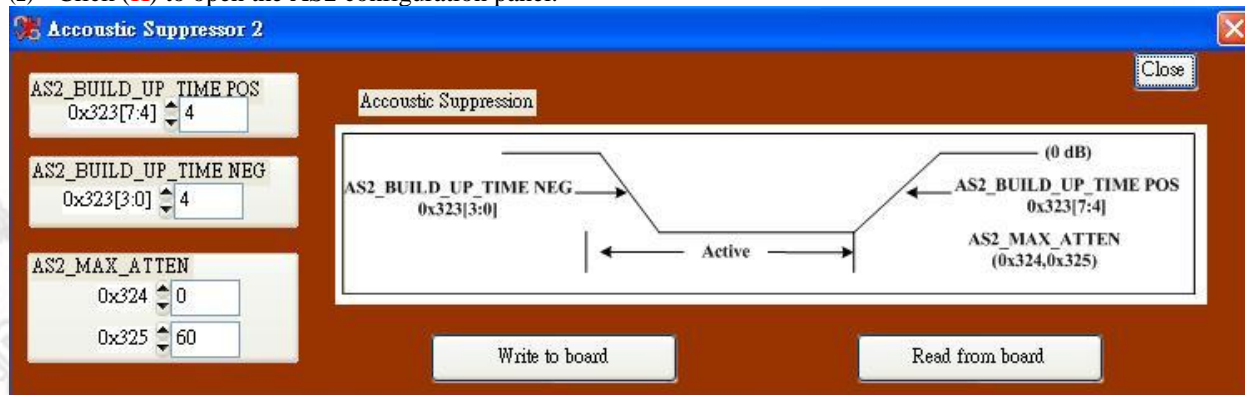 (2) Click (A) to open the AS2 configuration panel.
Accoustic Suppressor 2
Close
AS2_BUILD_UP_TIME POS
0x323[7:4] 4
AS2_BUILD_UP_TIME NEG
0x323[3:0] 4
AS2_MAX_ATTEN
0x324 0
0x325 60
Accoustic Suppression
(0 dB)
AS2_BUILD_UP_TIME NEG
0x323[3:0]
AS2_BUILD_UP_TIME POS
0x323[7:4]
Active
AS2_MAX_ATTEN
(0x324,0x325)
Write to board
Read from board